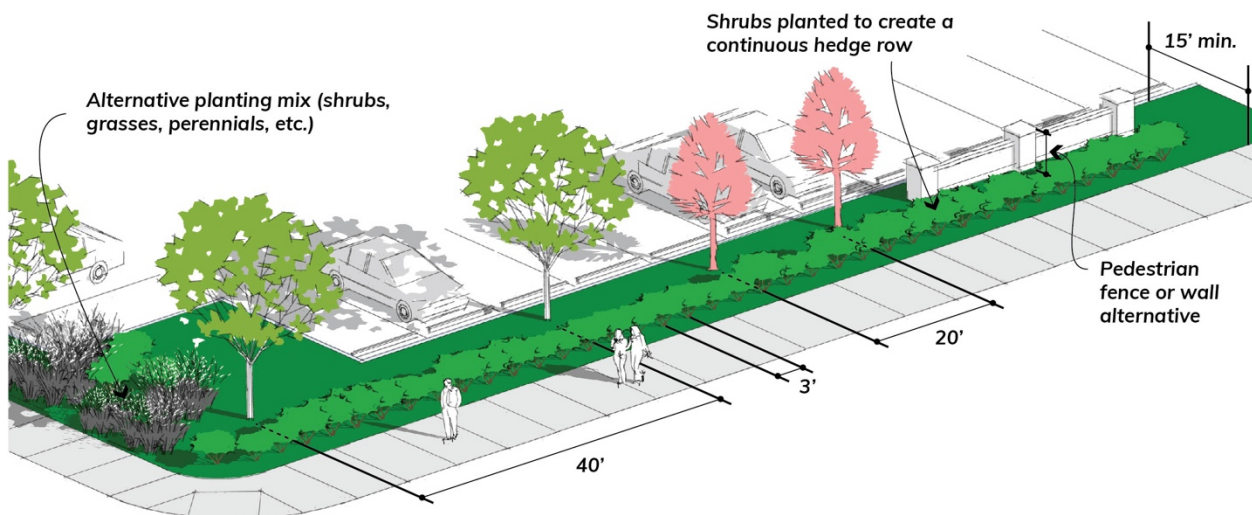 Shrubs planted to create a
continuous hedge row
15’ min.
Alternative planting mix (shrubs,
grasses, perennials, etc.)
Pedestrian
fence or wall
alternative
20’
3’
40’